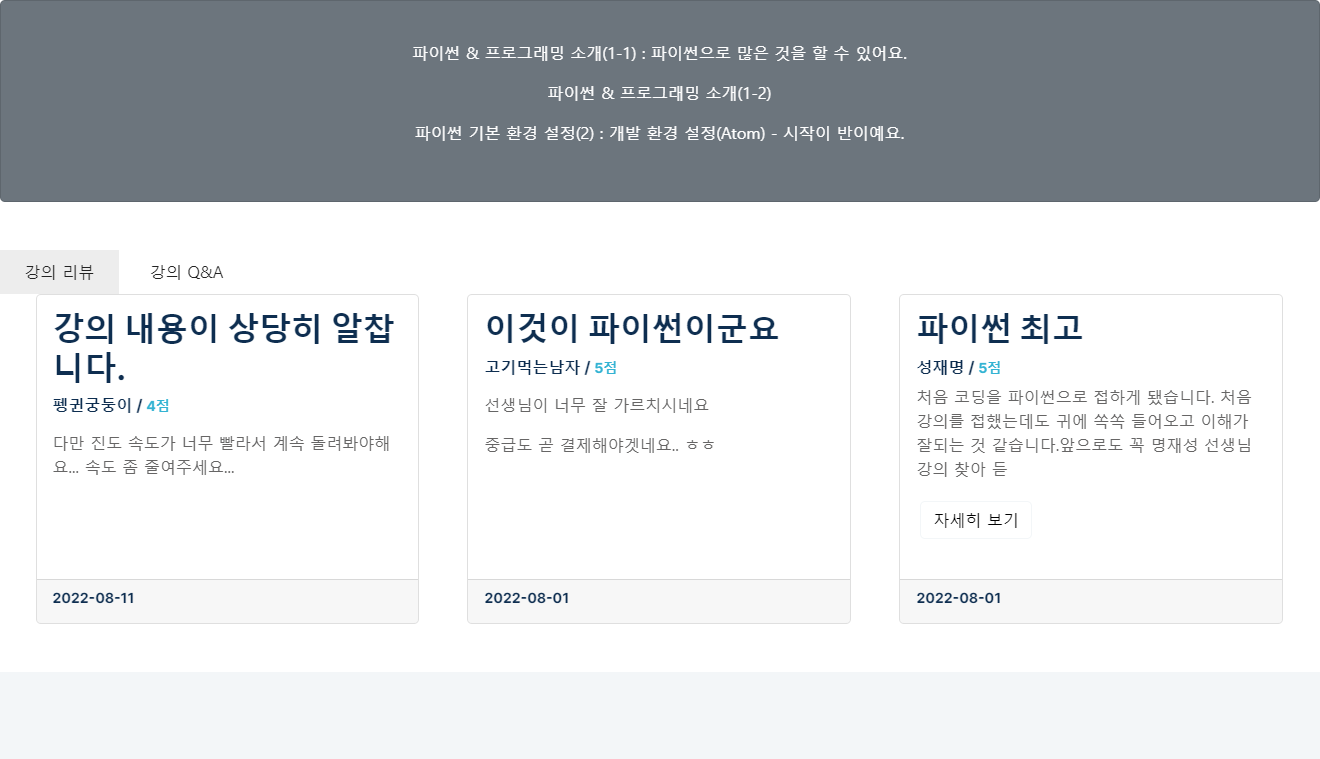 파이썬 & 프로그래밍 소개(1-1) : 파이썬으로 많은 것을 할 수 있어요.
파이썬 & 프로그래밍 소개(1-2)
파이썬 기본 환경 설정(2) : 개발 환경 설정(Atom) - 시작이 반이예요.
강의 리뷰
강의 Q&A
강의 내용이 상당히 알찹
니다.
펭귄궁둥이 / 4점
다만 진도 속도가 너무 빨라서 계속 돌려봐야해
요... 속도 좀 줄여주세요...
2022-08-11
이것이 파이썬이군요
고기먹는남자 / 5점
선생님이 너무 잘 가르치시네요
중급도 곧 결제해야겟네요.. ㅎㅎ
2022-08-01
파이썬 최고
성재명 / 5점
처음 코딩을 파이썬으로 접하게 됐습니다. 처음
강의를 접했는데도 귀에 쏙쏙 들어오고 이해가
잘되는 것 같습니다.앞으로도 꼭 명재성 선생님
강의 찾아 듣
자세히 보기
2022-08-01